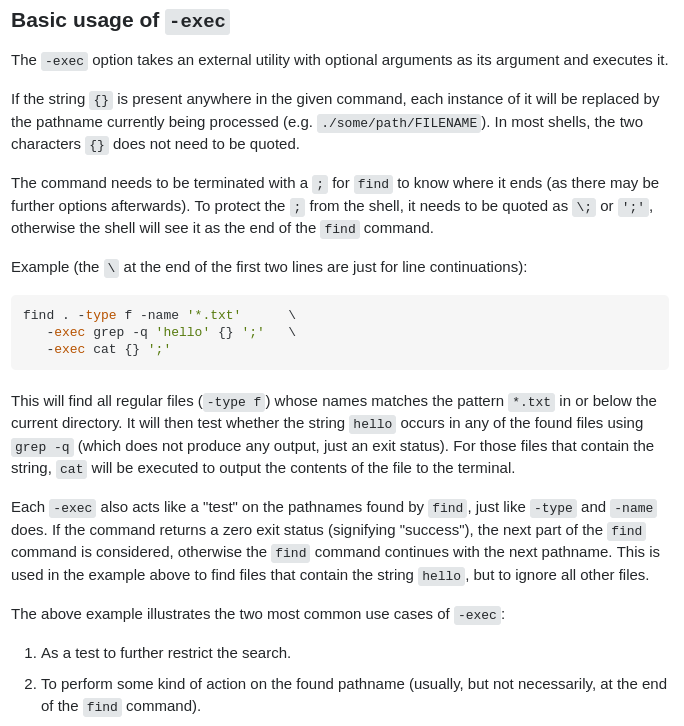 Basic usage of -exec
The -exec option takes an external utility with optional arguments as its argument and executes it.
If the string {} is present anywhere in the given command, each instance of it will be replaced by
the pathname currently being processed (e.g. ./some/path/FILENAME). In most shells, the two
characters {} does not need to be quoted.
The command needs to be terminated with a ; for find to know where it ends (as there may be
further options afterwards). To protect the ; from the shell, it needs to be quoted as \; or ';',
otherwise the shell will see it as the end of the find command.
Example (the \ at the end of the first two lines are just for line continuations):
find . -type f -name '*.txt'      \
   -exec grep -q 'hello' {} ';'   \
   -exec cat {} ';'
This will find all regular files (-type f) whose names matches the pattern *.txt in or below the
current directory. It will then test whether the string hello occurs in any of the found files using
grep -q (which does not produce any output, just an exit status). For those files that contain the
string, cat will be executed to output the contents of the file to the terminal.
Each -exec also acts like a "test" on the pathnames found by find, just like -type and -name
does. If the command returns a zero exit status (signifying "success"), the next part of the find
command is considered, otherwise the find command continues with the next pathname. This is
used in the example above to find files that contain the string hello, but to ignore all other files.
The above example illustrates the two most common use cases of -exec:
1. As a test to further restrict the search.
2. To perform some kind of action on the found pathname (usually, but not necessarily, at the end
of the find command).